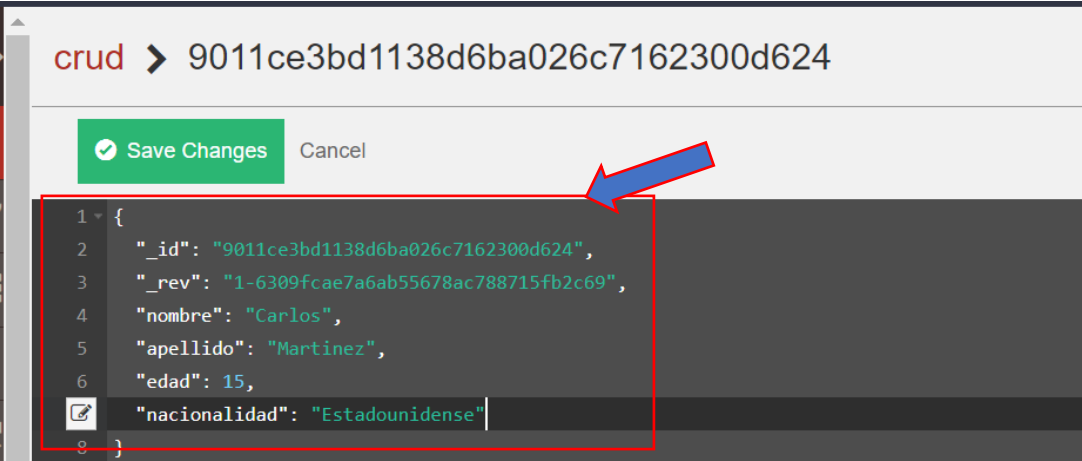 crud > 9011ce3bd1138d6ba026c7162300d624
Save Changes Cancel
1 {
2 "_id": "9011ce3bd1138d6ba026c7162300d624",
3 "_rev": "1-6309fcae7a6ab55678ac788715fb2c69",
4 "nombre": "Carlos",
5 "apellido": "Martinez",
6 "edad": 15,
"nacionalidad": "Estadounidense"
8 }